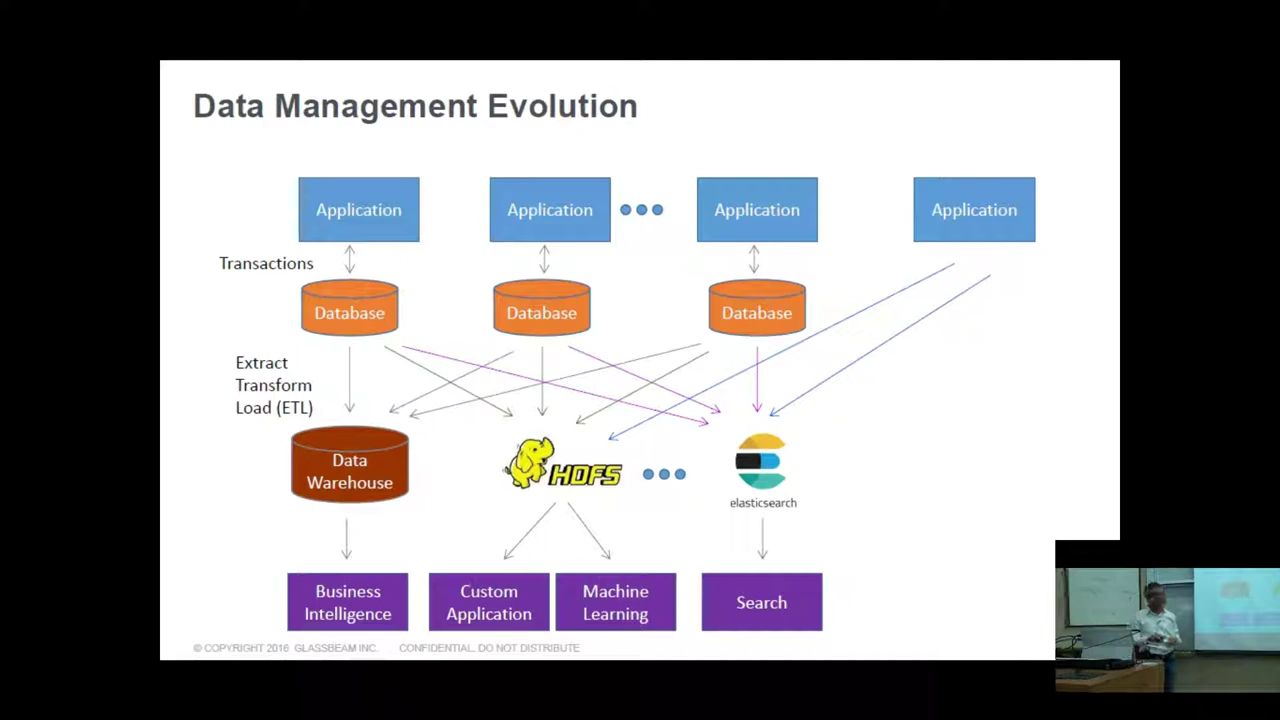 Data Management Evolution
Application
Application
Application
Application
Transactions
Database
Database
Database
Extract
Transform
Load (ETL)
Data
Warehouse
HDFS
elasticsearch
Business
Intelligence
Custom
Application
Machine
Learning
Search
© COPYRIGHT 2016 GLASSBEAM INC.
CONFIDENTIAL. DO NOT DISTRIBUTE